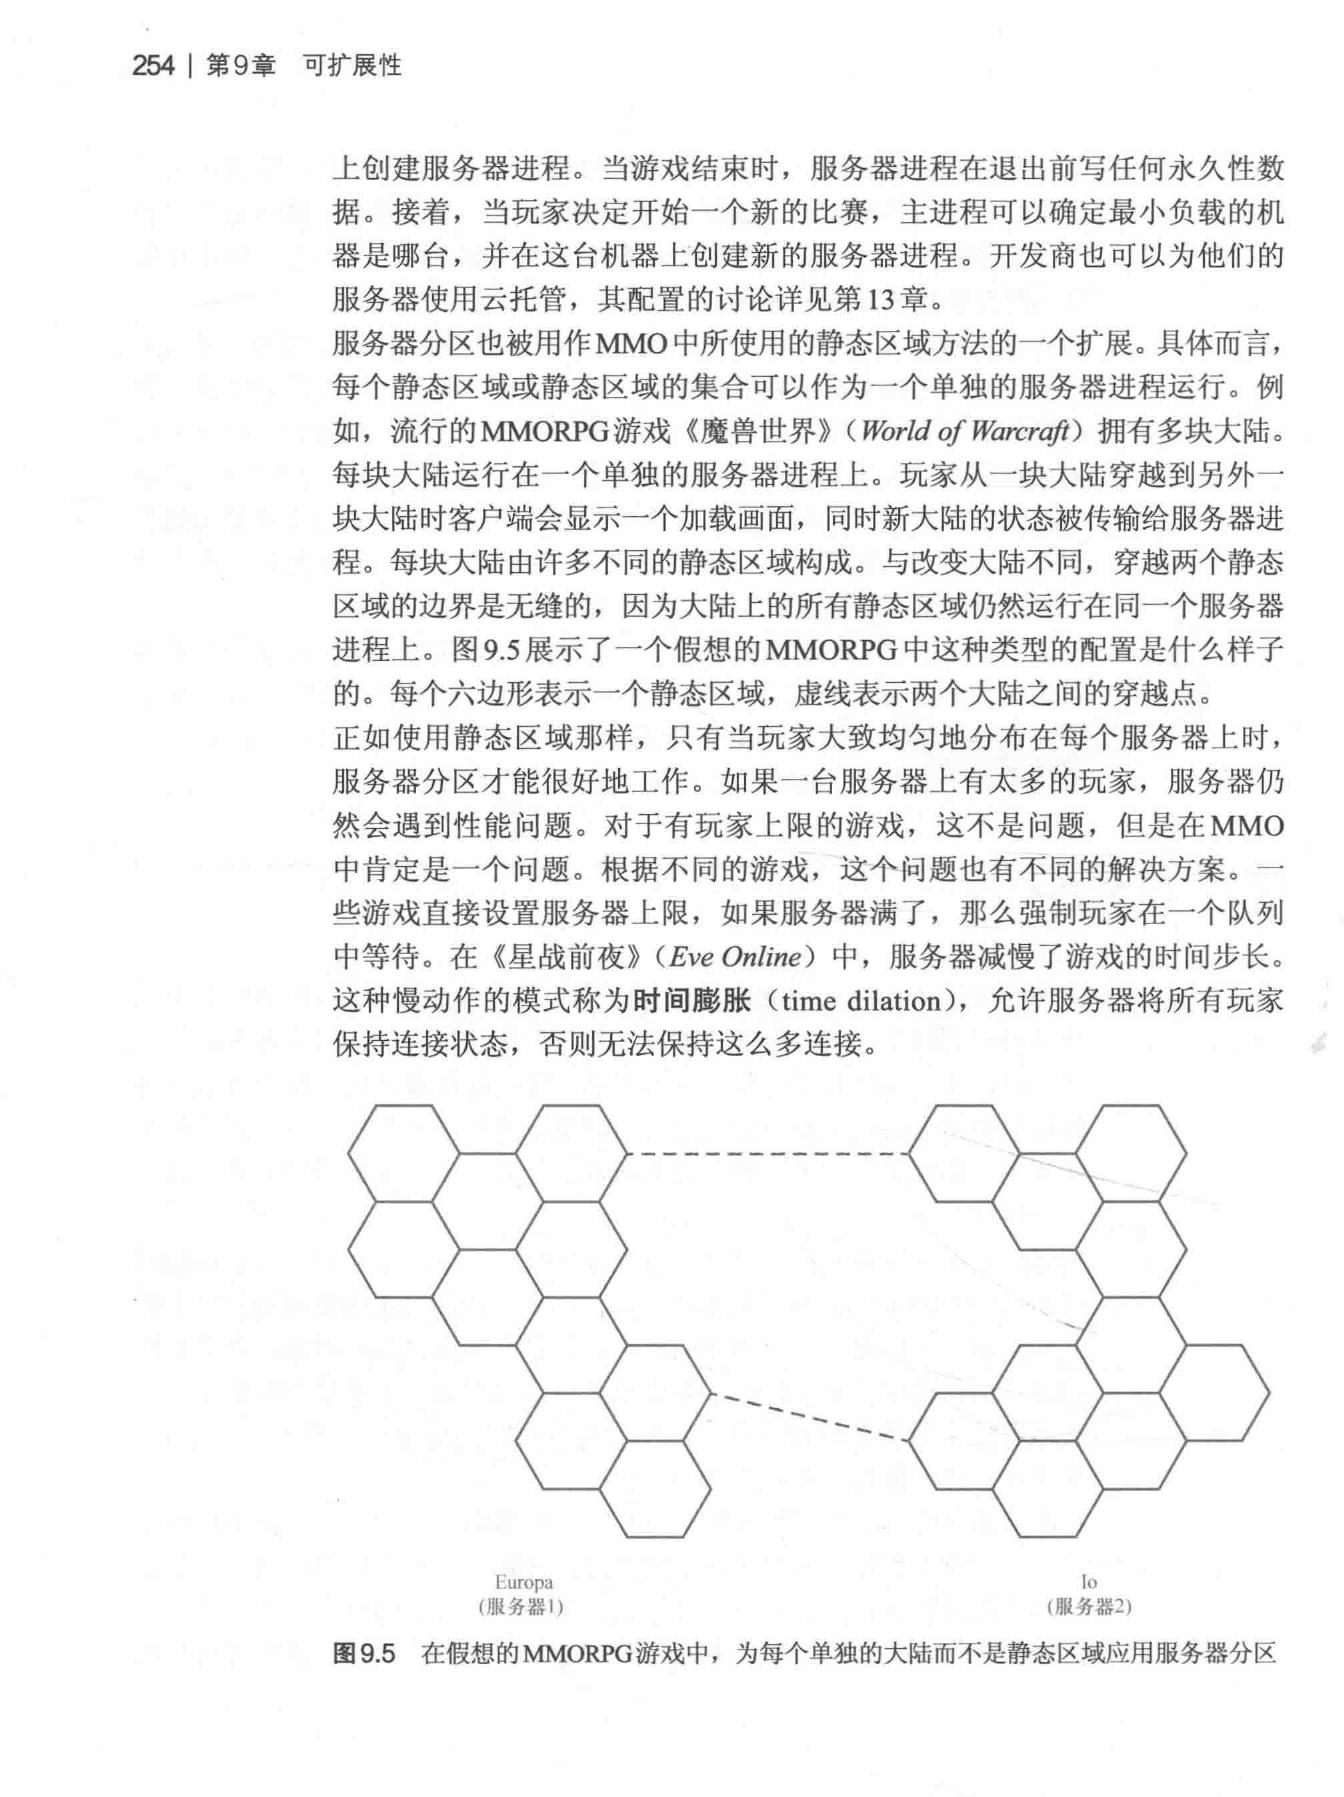 254 | 第9章 可扩展性
上创建服务器进程。当游戏结束时，服务器进程在退出前写任何永久性数
据。接着，当玩家决定开始一个新的比赛，主进程可以确定最小负载的机
器是哪台，并在这台机器上创建新的服务器进程。开发商也可以为他们的
服务器使用云托管，其配置的讨论详见第13章。
服务器分区也被用作MMO中所使用的静态区域方法的一个扩展。具体而言，
每个静态区域或静态区域的集合可以作为一个单独的服务器进程运行。例
如，流行的MMORPG游戏《魔兽世界》（World of Warcraft）拥有多块大陆。
每块大陆运行在一个单独的服务器进程上。玩家从一块大陆穿越到另外一
块大陆时客户端会显示一个加载画面，同时新大陆的状态被传输给服务器进
程。每块大陆由许多不同的静态区域构成。与改变大陆不同，穿越两个静态
区域的边界是无缝的，因为大陆上的所有静态区域仍然运行在同一个服务器
进程上。图9.5展示了一个假想的MMORPG中这种类型的配置是什么样子
的。每个六边形表示一个静态区域，虚线表示两个大陆之间的穿越点。
正如使用静态区域那样，只有当玩家大致均匀地分布在每个服务器上时，
服务器分区才能很好地工作。如果一台服务器上有太多的玩家，服务器仍
然会遇到性能问题。对于有玩家上限的游戏，这不是问题，但是在MMO
中肯定是一个问题。根据不同的游戏，这个问题也有不同的解决方案。一
些游戏直接设置服务器上限，如果服务器满了，那么强制玩家在一个队列
中等待。在《星战前夜》（Eve Online）中，服务器减慢了游戏的时间步长。
这种慢动作的模式称为时间膨胀（time dilation），允许服务器将所有玩家
保持连接状态，否则无法保持这么多连接。
Europa
(服务器1)
Io
(服务器2)
图9.5 在假想的MMORPG游戏中，为每个单独的大陆而不是静态区域应用服务器分区